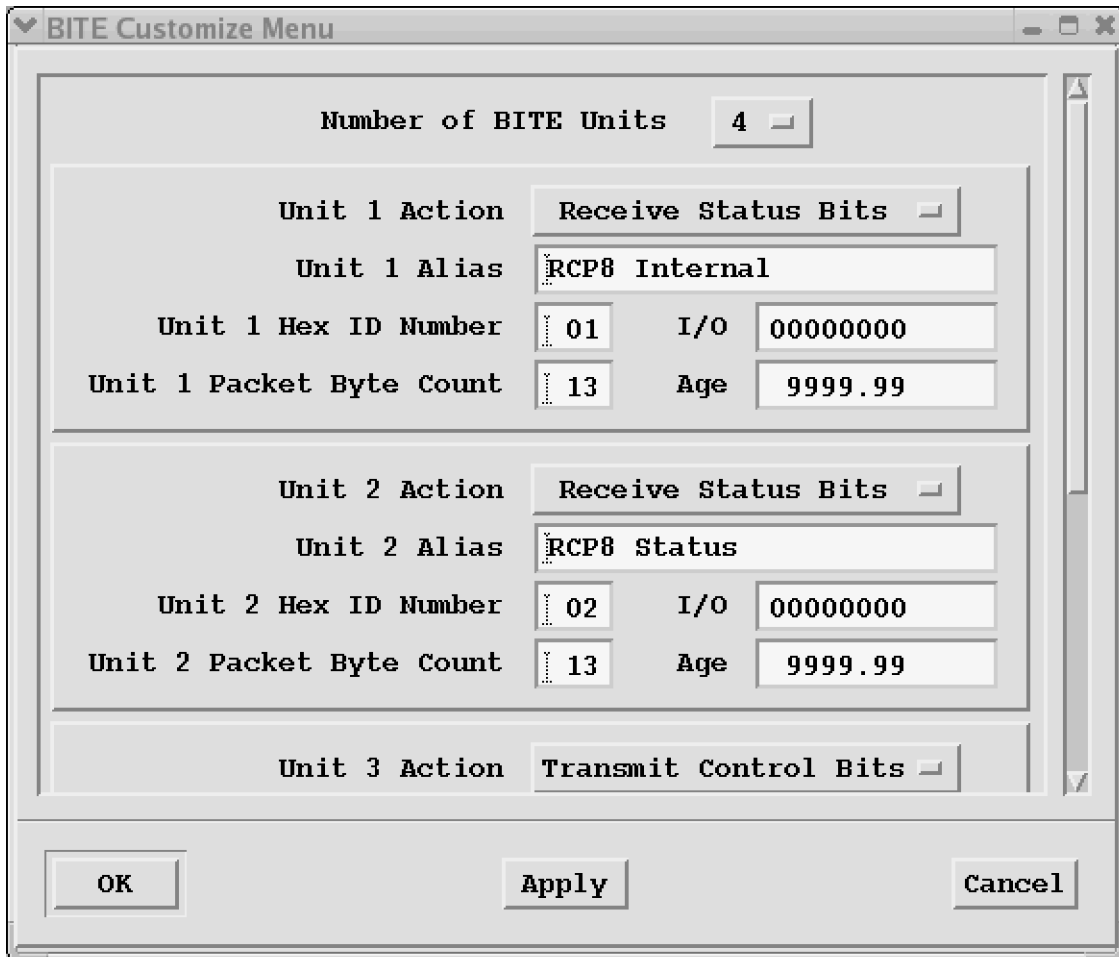 BITE Customize Menu
Number of BITE Units 4
Unit 1 Action Receive Status Bits
Unit 1 Alias RCP8 Internal
Unit 1 Hex ID Number 01 I/O 00000000
Unit 1 Packet Byte Count 13 Age 9999.99
Unit 2 Action Receive Status Bits
Unit 2 Alias RCP8 Status
Unit 2 Hex ID Number 02 I/O 00000000
Unit 2 Packet Byte Count 13 Age 9999.99
Unit 3 Action Transmit Control Bits
OK Apply Cancel